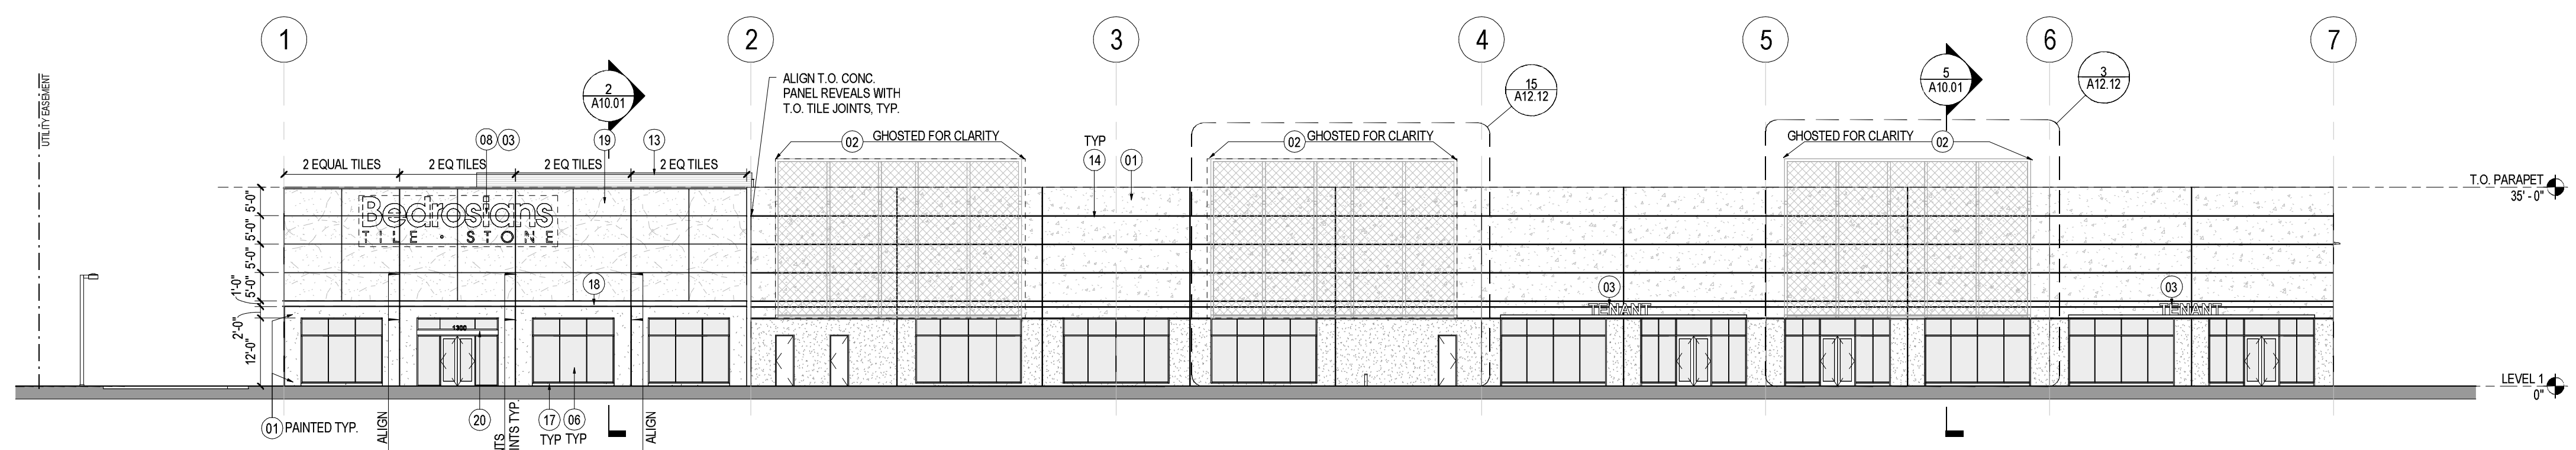 1
2
3
4
5
6
7
UTILITY EASEMENT
2
A10.01
ALIGN T.O. CONC.
PANEL REVEALS WITH
T.O. TILE JOINTS, TYP.
15
A12.12
5
A10.01
3
A12.12
08
03
19
13
02
GHOSTED FOR CLARITY
TYP
14
01
02
GHOSTED FOR CLARITY
GHOSTED FOR CLARITY
02
2 EQUAL TILES
2 EQ TILES
2 EQ TILES
2 EQ TILES
T.O. PARAPET
35' - 0"
5'-0"
5'-0"
5'-0"
5'-0"
1'-0"
2'-0"
12'-0"
Bedrosians
TILE • STONE
18
03
TENANT
03
TENANT
1300
LEVEL 1
0"
01 PAINTED TYP.
ALIGN
20
INTS TYP.
17
TYP
06
TYP
ALIGN